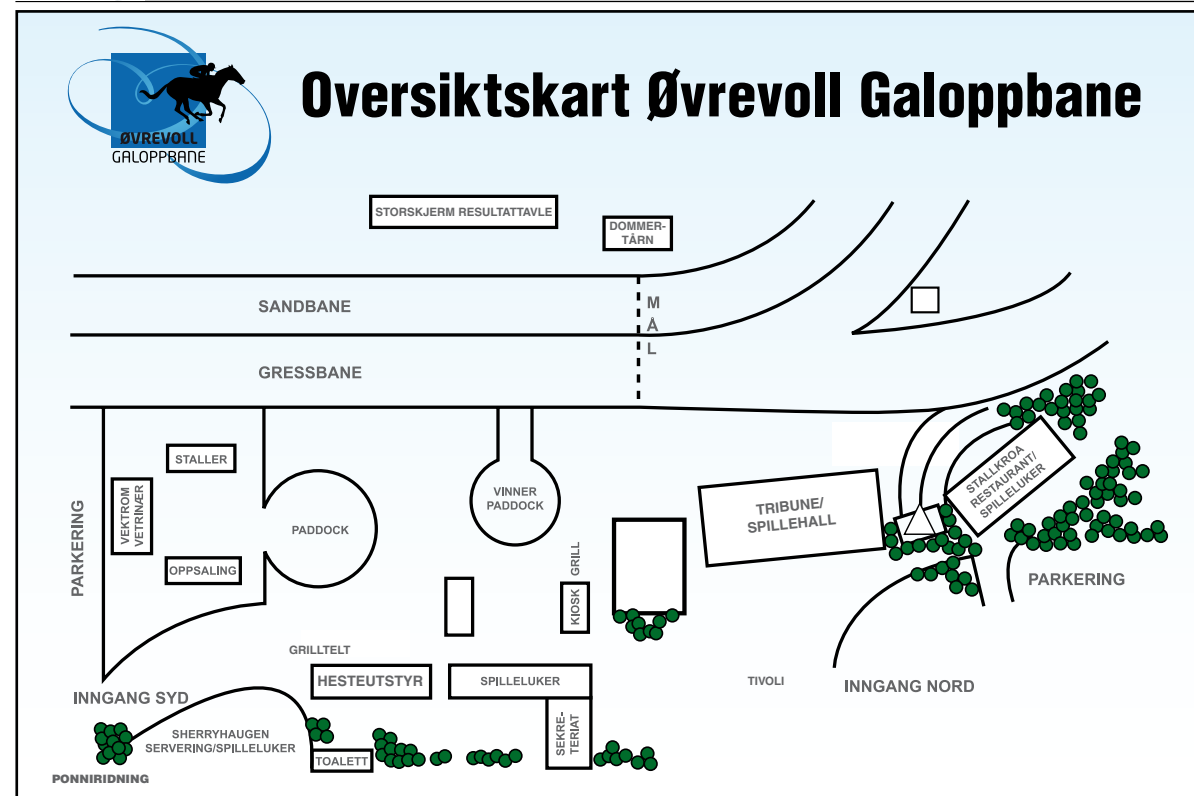 Oversiktskart Øvrevoll Galoppbane
ØVREVOLL
GALOPPBANE
STORSKJERM RESULTATTAVLE
DOMMER-
TÅRN
SANDBANE
MÅL
GRESSBANE
PARKERING
STALLER
VEKTROM
VETRINÆR
OPPSALING
PADDOCK
VINNER
PADDOCK
GRILL
KIOSK
TRIBUNE/
SPILLEHALL
STALLKROA
RESTAURANT/
SPILLELUKER
PARKERING
GRILLTELT
HESTEUTSTYR
SPILLELUKER
SEKRE-
TERIAT
TIVOLI
INNGANG NORD
INNGANG SYD
SHERRYHAUGEN
SERVERING/SPILLELUKER
TOALETT
PONNIRIDNING